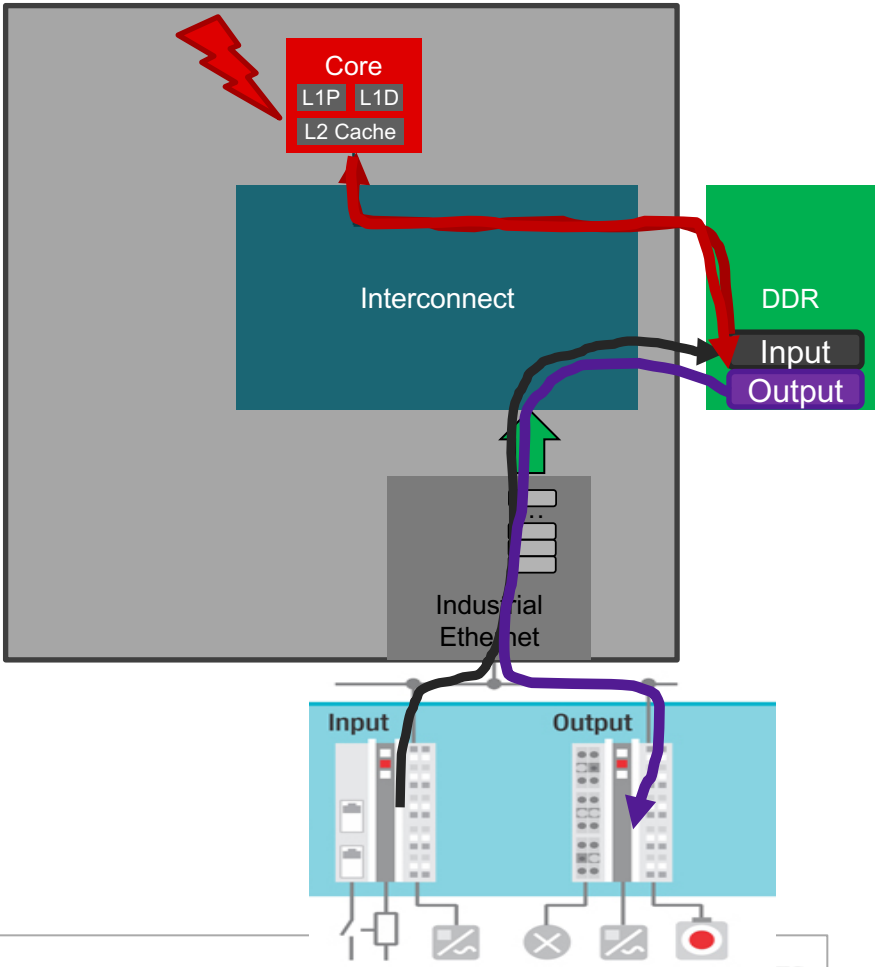 Core
L1P L1D
L2 Cache
Interconnect
DDR
Input
Output
..
Industrial
Ethernet
Input Output